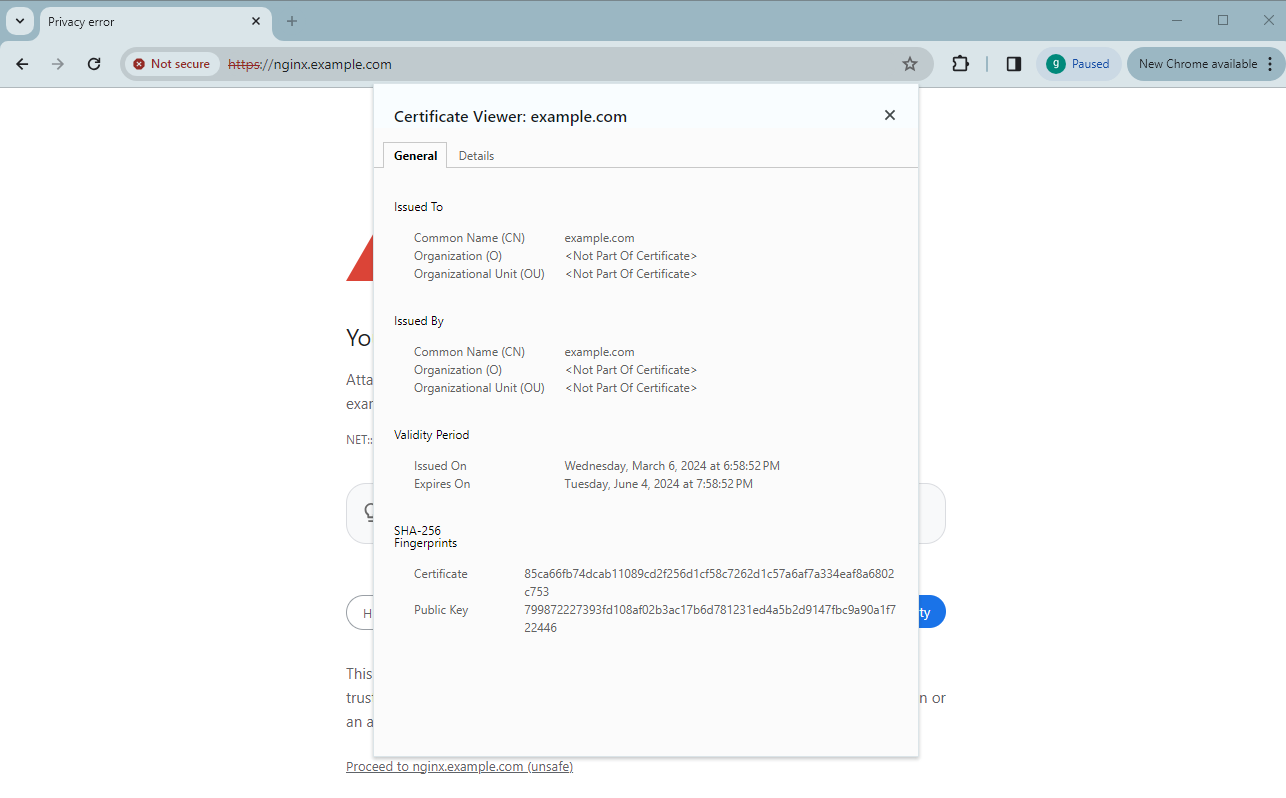 Privacy error
Not secure https://nginx.example.com g Paused New Chrome available
Certificate Viewer: example.com
General Details
Issued To
Common Name (CN) example.com
Organization (O) <Not Part Of Certificate>
Organizational Unit (OU) <Not Part Of Certificate>
Issued By
Common Name (CN) example.com
Organization (O) <Not Part Of Certificate>
Organizational Unit (OU) <Not Part Of Certificate>
Validity Period
Issued On Wednesday, March 6, 2024 at 6:58:52 PM
Expires On Tuesday, June 4, 2024 at 7:58:52 PM
SHA-256
Fingerprints
Certificate 85ca66fb74dcab11089cd2f256d1cf58c7262d1c57a6af7a334eaf8a6802
c753
Public Key 799872227393fd108af02b3ac17b6d781231ed4a5b2d9147fbc9a90a1f7
22446
Yo
Atta
exam
NET::
H ty
This
trus n or
an a
Proceed to nginx.example.com (unsafe)